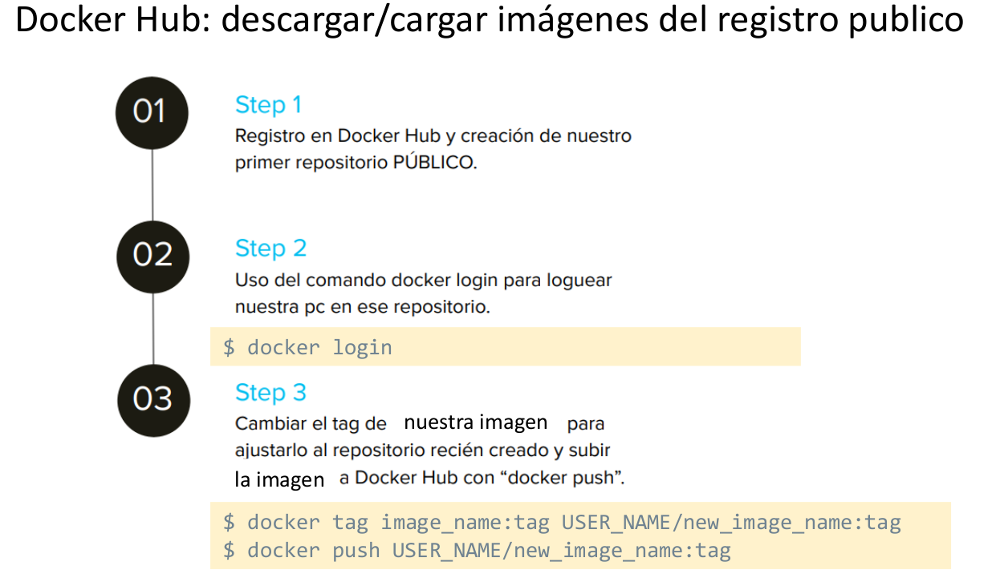 Docker Hub: descargar/cargar imágenes del registro publico
01
Step 1
Registro en Docker Hub y creación de nuestro
primer repositorio PÚBLICO.
02
Step 2
Uso del comando docker login para loguear
nuestra pc en ese repositorio.
$ docker login
03
Step 3
Cambiar el tag de nuestra imagen para
ajustarlo al repositorio recién creado y subir
la imagen a Docker Hub con “docker push”.
$ docker tag image_name:tag USER_NAME/new_image_name:tag
$ docker push USER_NAME/new_image_name:tag